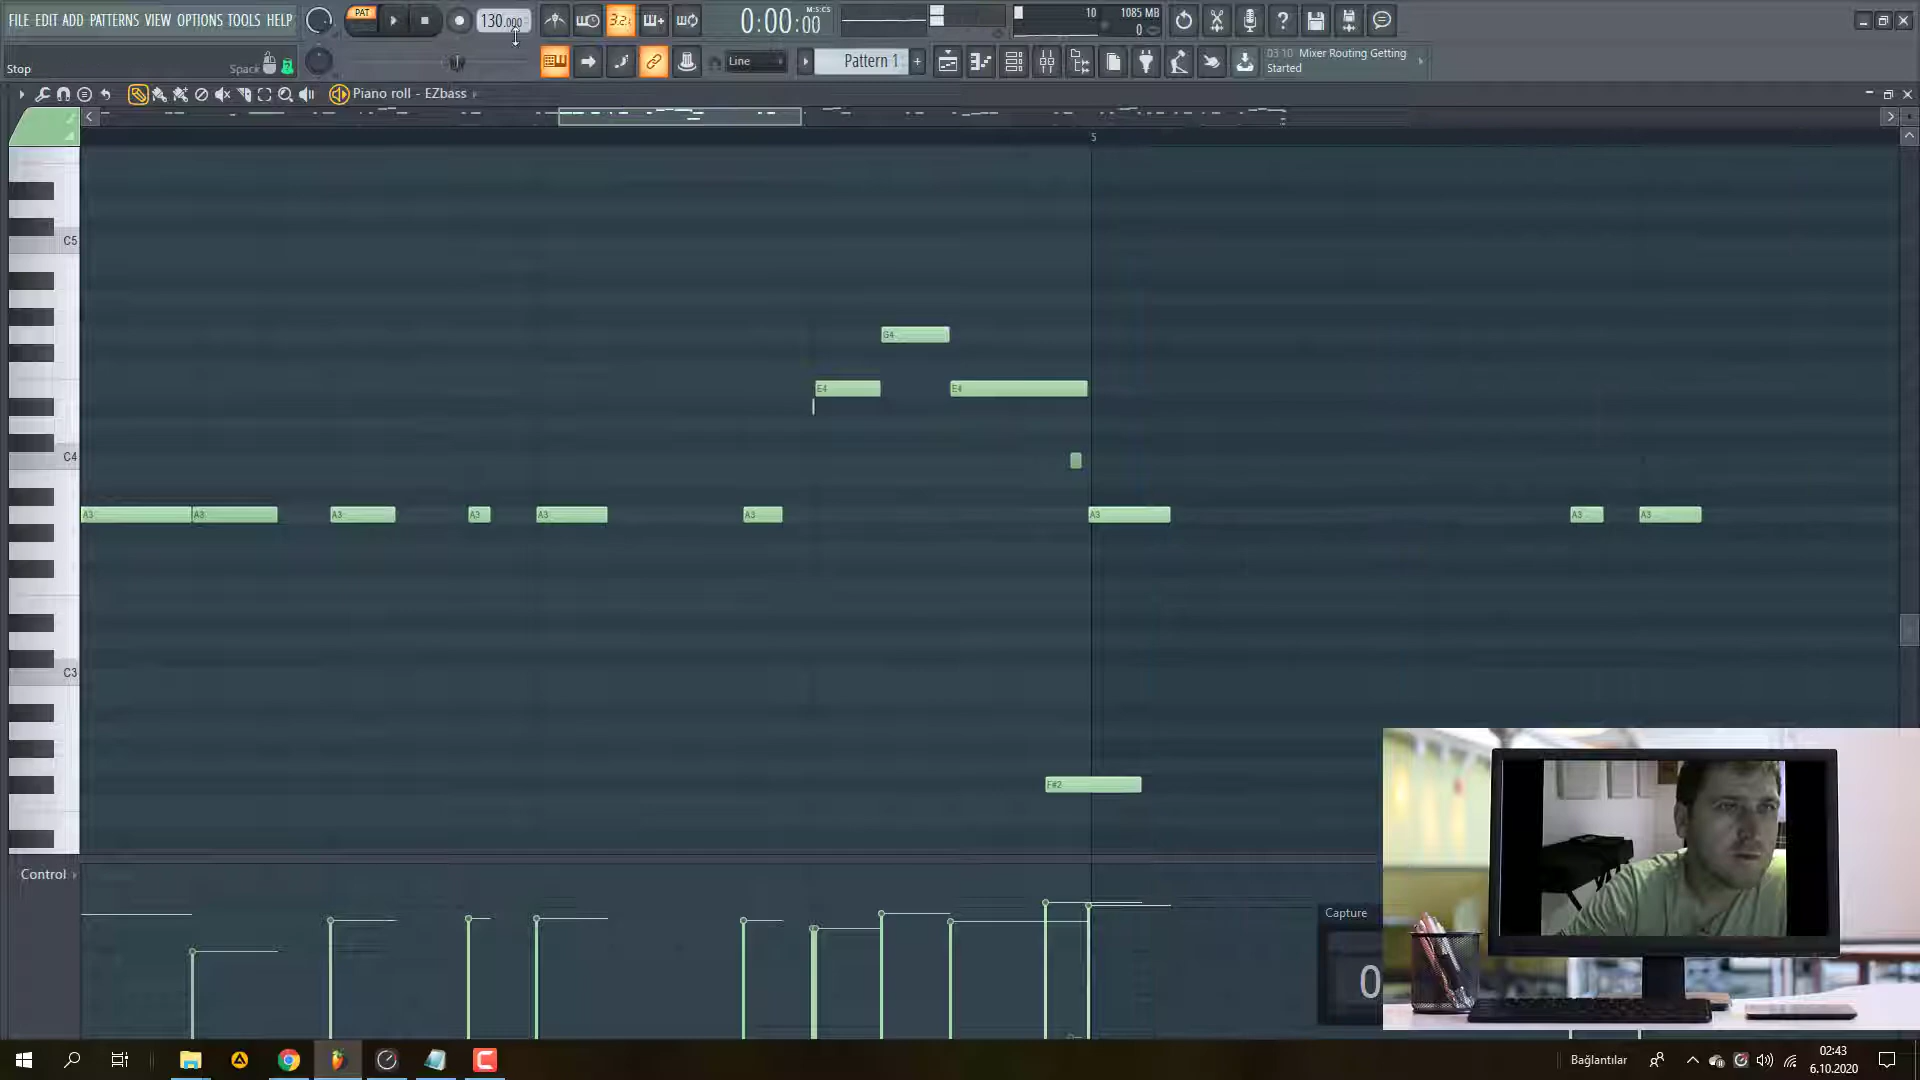 FILE EDIT ADD PATTERNS VIEW OPTIONS TOOLS HELP
PAT
130.000
3.2.
M:S:CS
0:00:00
10
1085 MB
0
Stop
Spack
Line
Pattern 1
+
03 10 Mixer Routing Getting
Started
Piano roll - EZbass
5
C5
G4
E4
E4
C4
A3
A3
A3
A3
A3
A3
A3
A3
A3
C3
F#2
Control
Capture
0
Bağlantılar
02:43
6.10.2020